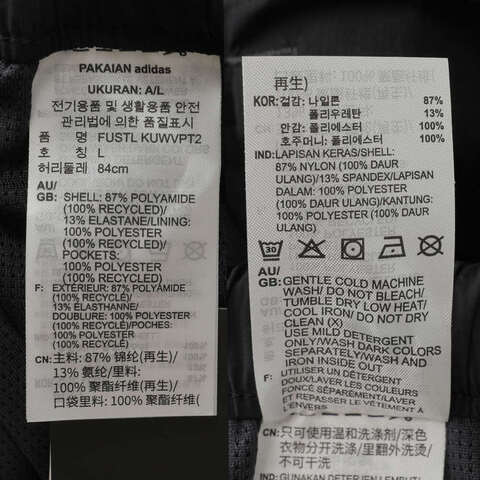 PAKAIAN adidas
UKURAN: A/L
전기용품 및 생활용품 안전
관리법에 의한 품질표시
품 명 FUSTL KUWVPT2
호 칭 L
허리둘레 84cm
AU/
GB: SHELL: 87% POLYAMIDE
(100% RECYCLED)/
13% ELASTANE/LINING:
100% POLYESTER
(100% RECYCLED)/
POCKETS:
100% POLYESTER
(100% RECYCLED)
F: EXTÉRIEUR: 87% POLYAMIDE
(100% RECYCLÉ)/
13% ÉLASTHANNE/
DOUBLURE: 100% POLYESTER
(100% RECYCLÉ)/POCHES:
100% POLYESTER
(100% RECYCLÉ)
CN: 主料: 87% 锦纶(再生)/
13% 氨纶/里料:
100% 聚酯纤维(再生)/
口袋里料: 100% 聚酯纤维(
再生)
KOR: 겉감: 나일론 87%
폴리우레탄 13%
안감: 폴리에스터 100%
호주머니: 폴리에스터 100%
IND: LAPISAN KERAS/SHELL:
87% NYLON (100% DAUR
ULANG)/13% SPANDEX/LAPISAN
DALAM: 100% POLYESTER
(100% DAUR ULANG)/KANTUNG:
100% POLYESTER (100% DAUR
ULANG)
30
AU/
GB: GENTLE COLD MACHINE
WASH/ DO NOT BLEACH/
TUMBLE DRY LOW HEAT/
COOL IRON/ DO NOT DRY
CLEAN (X)
USE MILD DETERGENT
ONLY/WASH DARK COLORS
SEPARATELY/WASH AND
IRON INSIDE OUT
F: UTILISER UN DÉTERGENT
DOUX/LAVER LES COULEURS
FONCÉES À PART/LAVER
ET REPASSER LE VÊTEMENT À
L'ENVERS
CN: 只可使用温和洗涤剂/深色
衣物分开洗涤/里翻外洗烫/
不可干洗
IND: GUNAKAN DETERJEN LEMBUT/